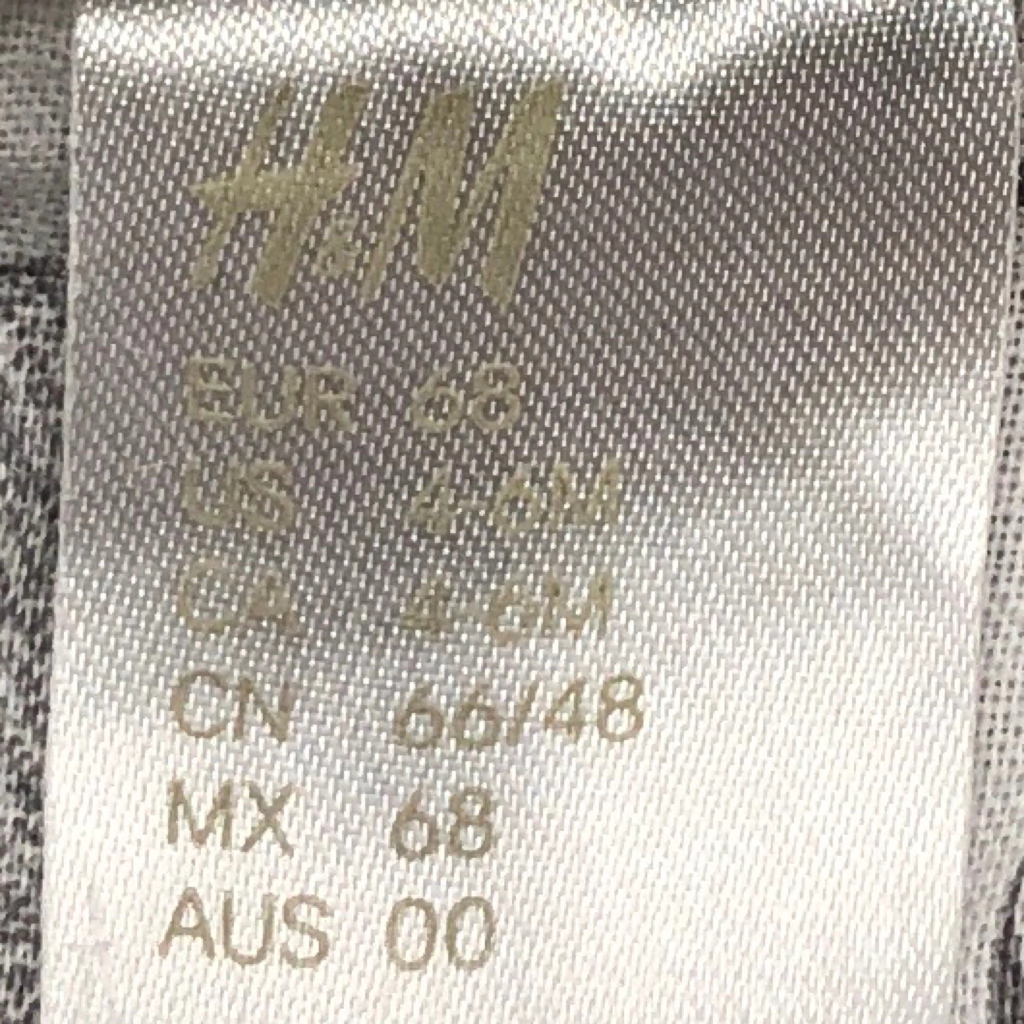 H&M
EUR 68
US 4-6M
CA 4-6M
CN 66/48
MX 68
AUS 00